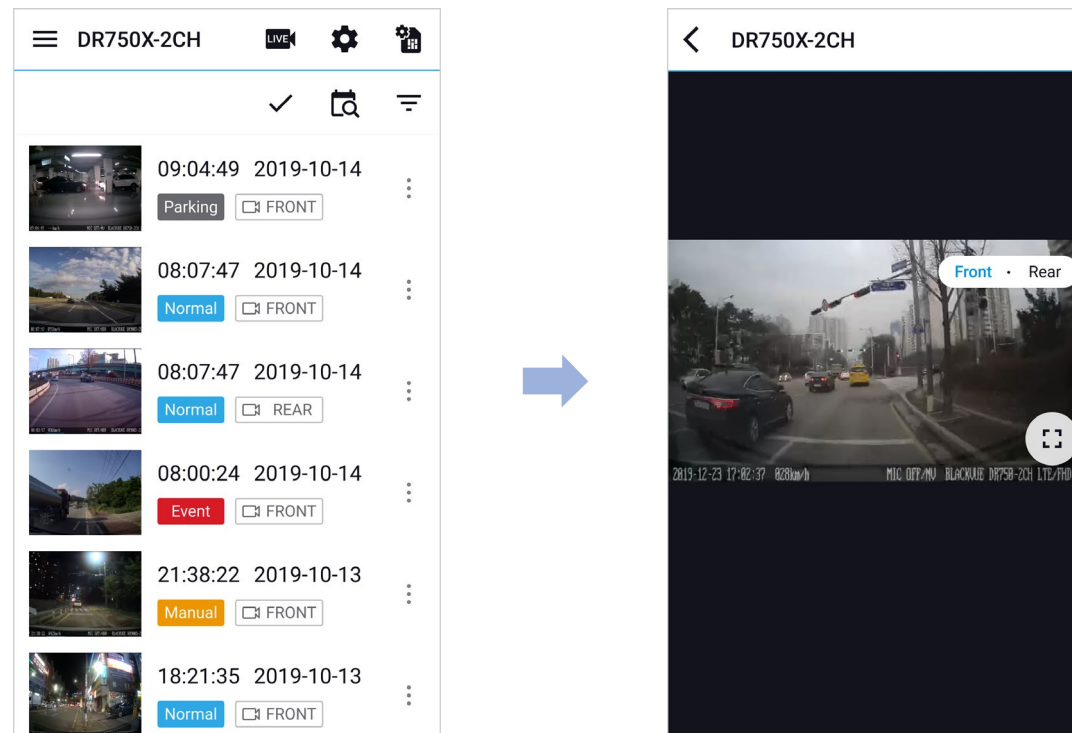 DR750X-2CH
LIVE
09:04:49 2019-10-14
Parking FRONT
08:07:47 2019-10-14
Normal FRONT
08:07:47 2019-10-14
Normal REAR
08:00:24 2019-10-14
Event FRONT
21:38:22 2019-10-13
Manual FRONT
18:21:35 2019-10-13
Normal FRONT
DR750X-2CH
Front · Rear
2019-12-23 17:02:37 028km/h MIC OFF/NV BLACKVUE DR750-2CH LTE/FHD